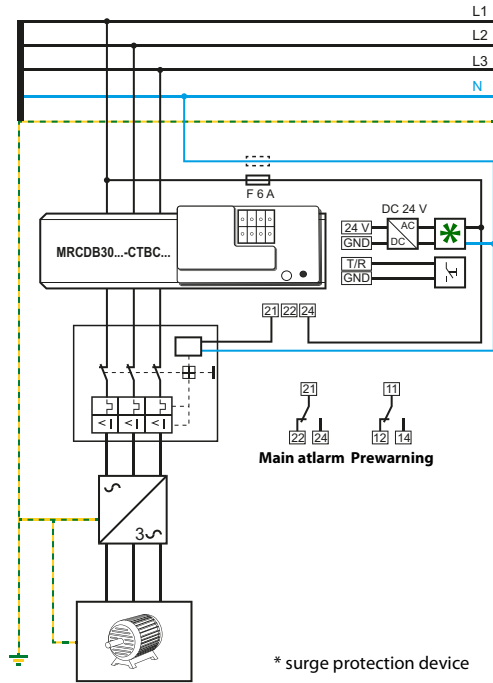 L1
L2
L3
N
F 6 A
DC 24 V
24 V
GND
AC
DC
*
MRCDB30...-CTBC...
T/R
GND
21 22 24
21
22 24
11
12 14
Main atlarm Prewarning
< I < I < I
3
* surge protection device